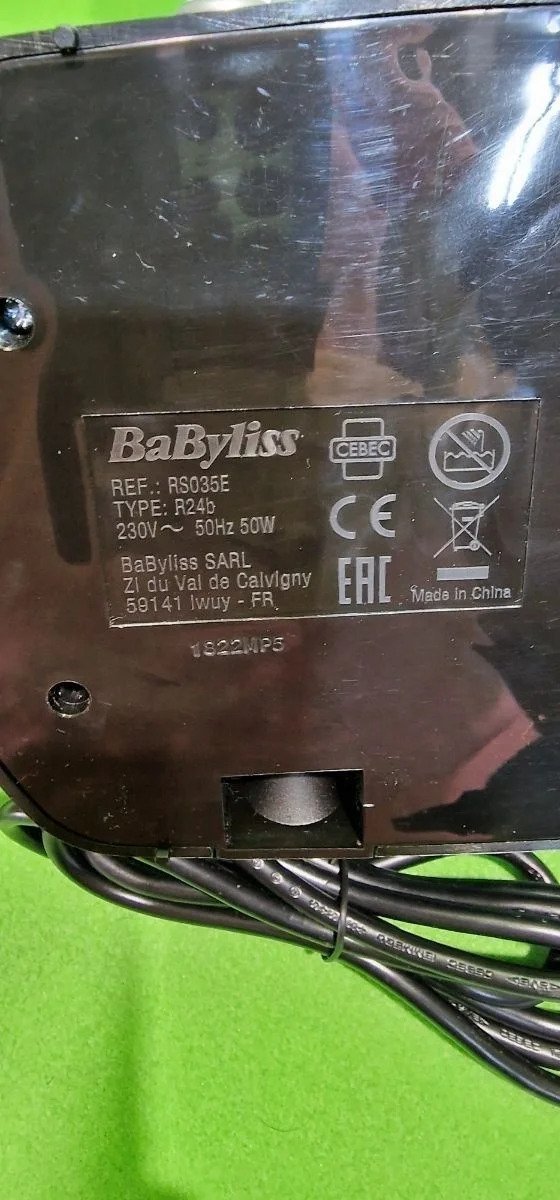 BaByliss
REF.: RS035E
TYPE: R24b
230V ~ 50Hz 50W
BaByliss SARL
ZI du Val de Calvigny
59141 Iwuy - FR
CEBEC
CE
EAC
Made in China
1822MP5